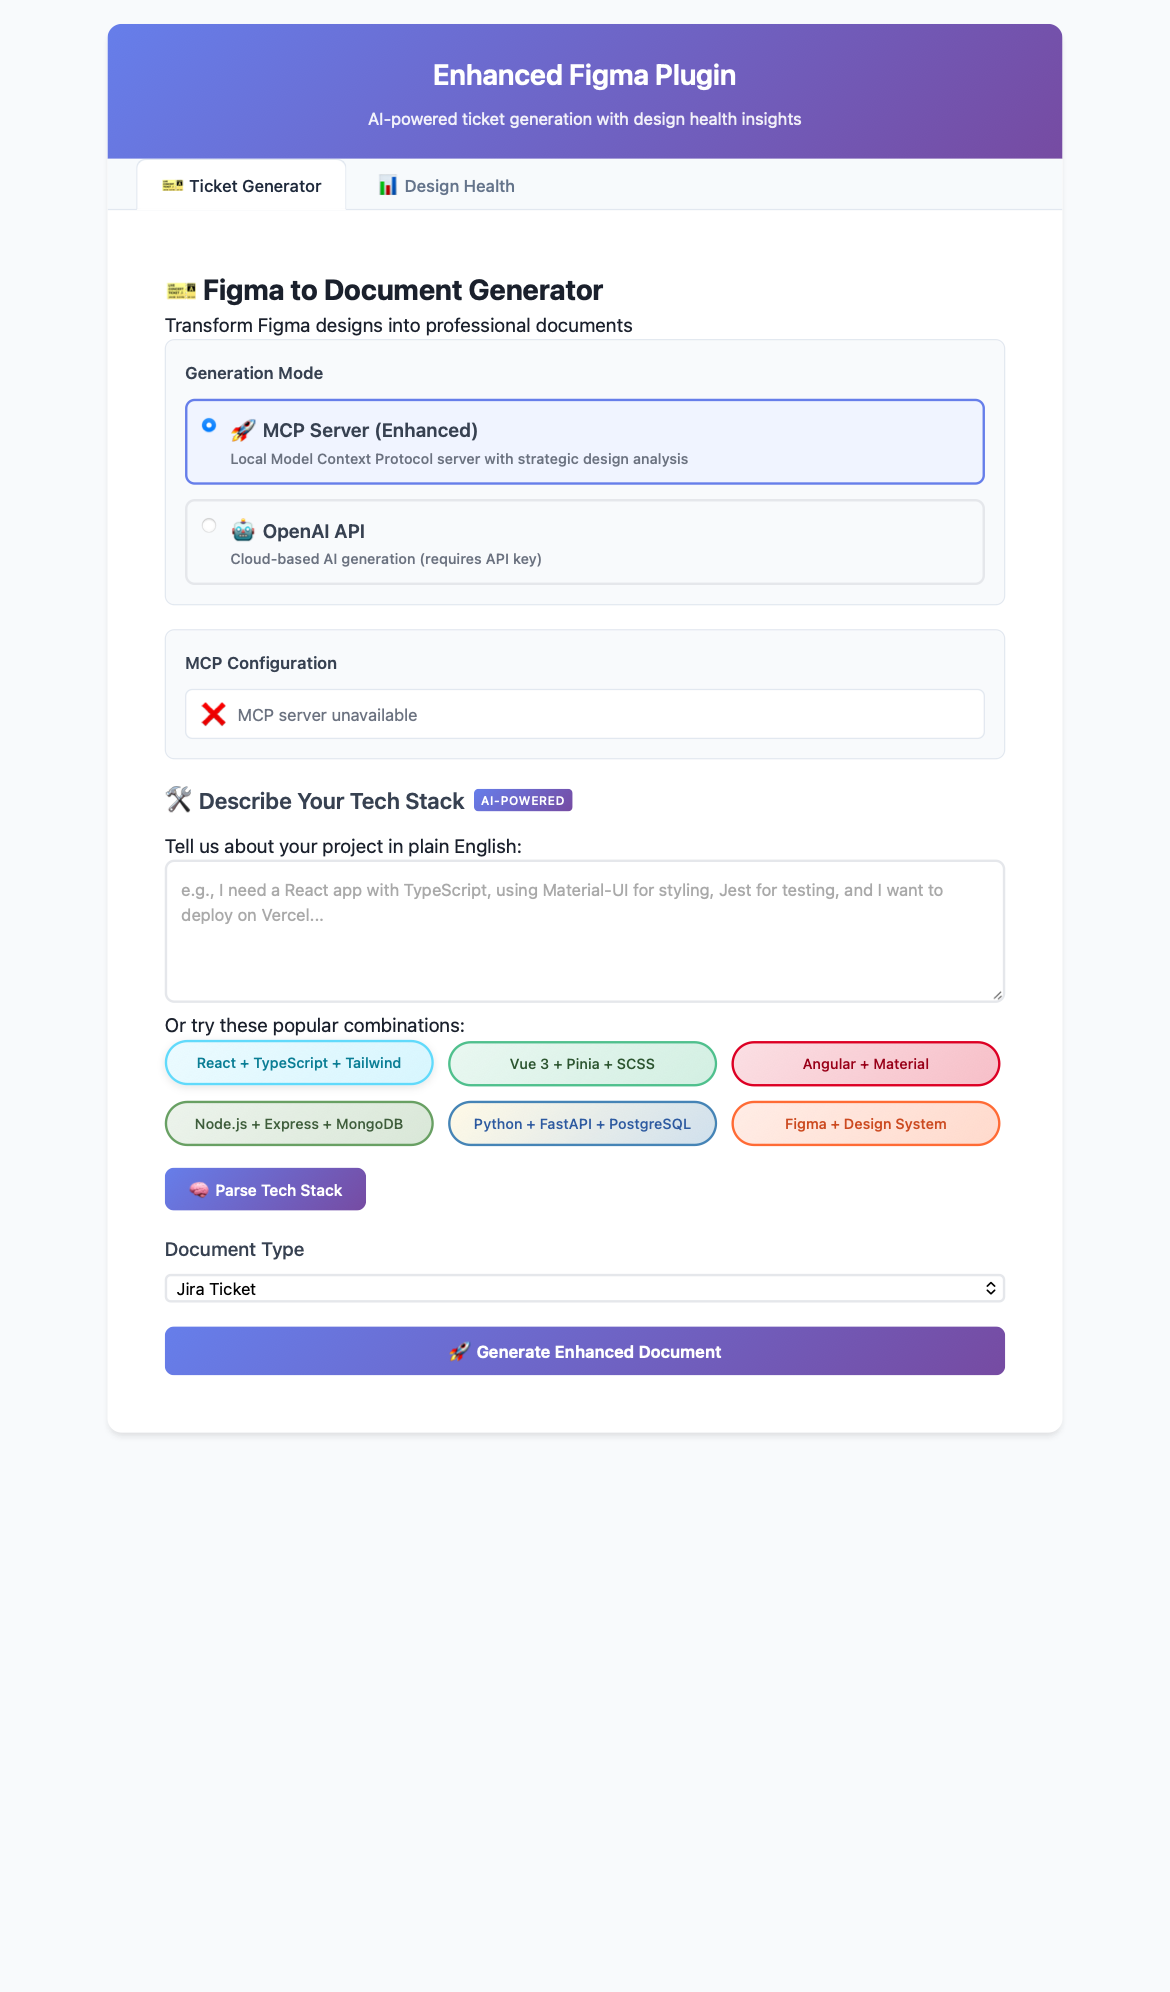 Enhanced Figma Plugin
AI-powered ticket generation with design health insights
Ticket Generator
Design Health
Figma to Document Generator
Transform Figma designs into professional documents
Generation Mode
MCP Server (Enhanced)
Local Model Context Protocol server with strategic design analysis
OpenAI API
Cloud-based AI generation (requires API key)
MCP Configuration
MCP server unavailable
Describe Your Tech Stack AI-POWERED
Tell us about your project in plain English:
e.g., I need a React app with TypeScript, using Material-UI for styling, Jest for testing, and I want to
deploy on Vercel...
Or try these popular combinations:
React + TypeScript + Tailwind
Vue 3 + Pinia + SCSS
Angular + Material
Node.js + Express + MongoDB
Python + FastAPI + PostgreSQL
Figma + Design System
Parse Tech Stack
Document Type
Jira Ticket
Generate Enhanced Document